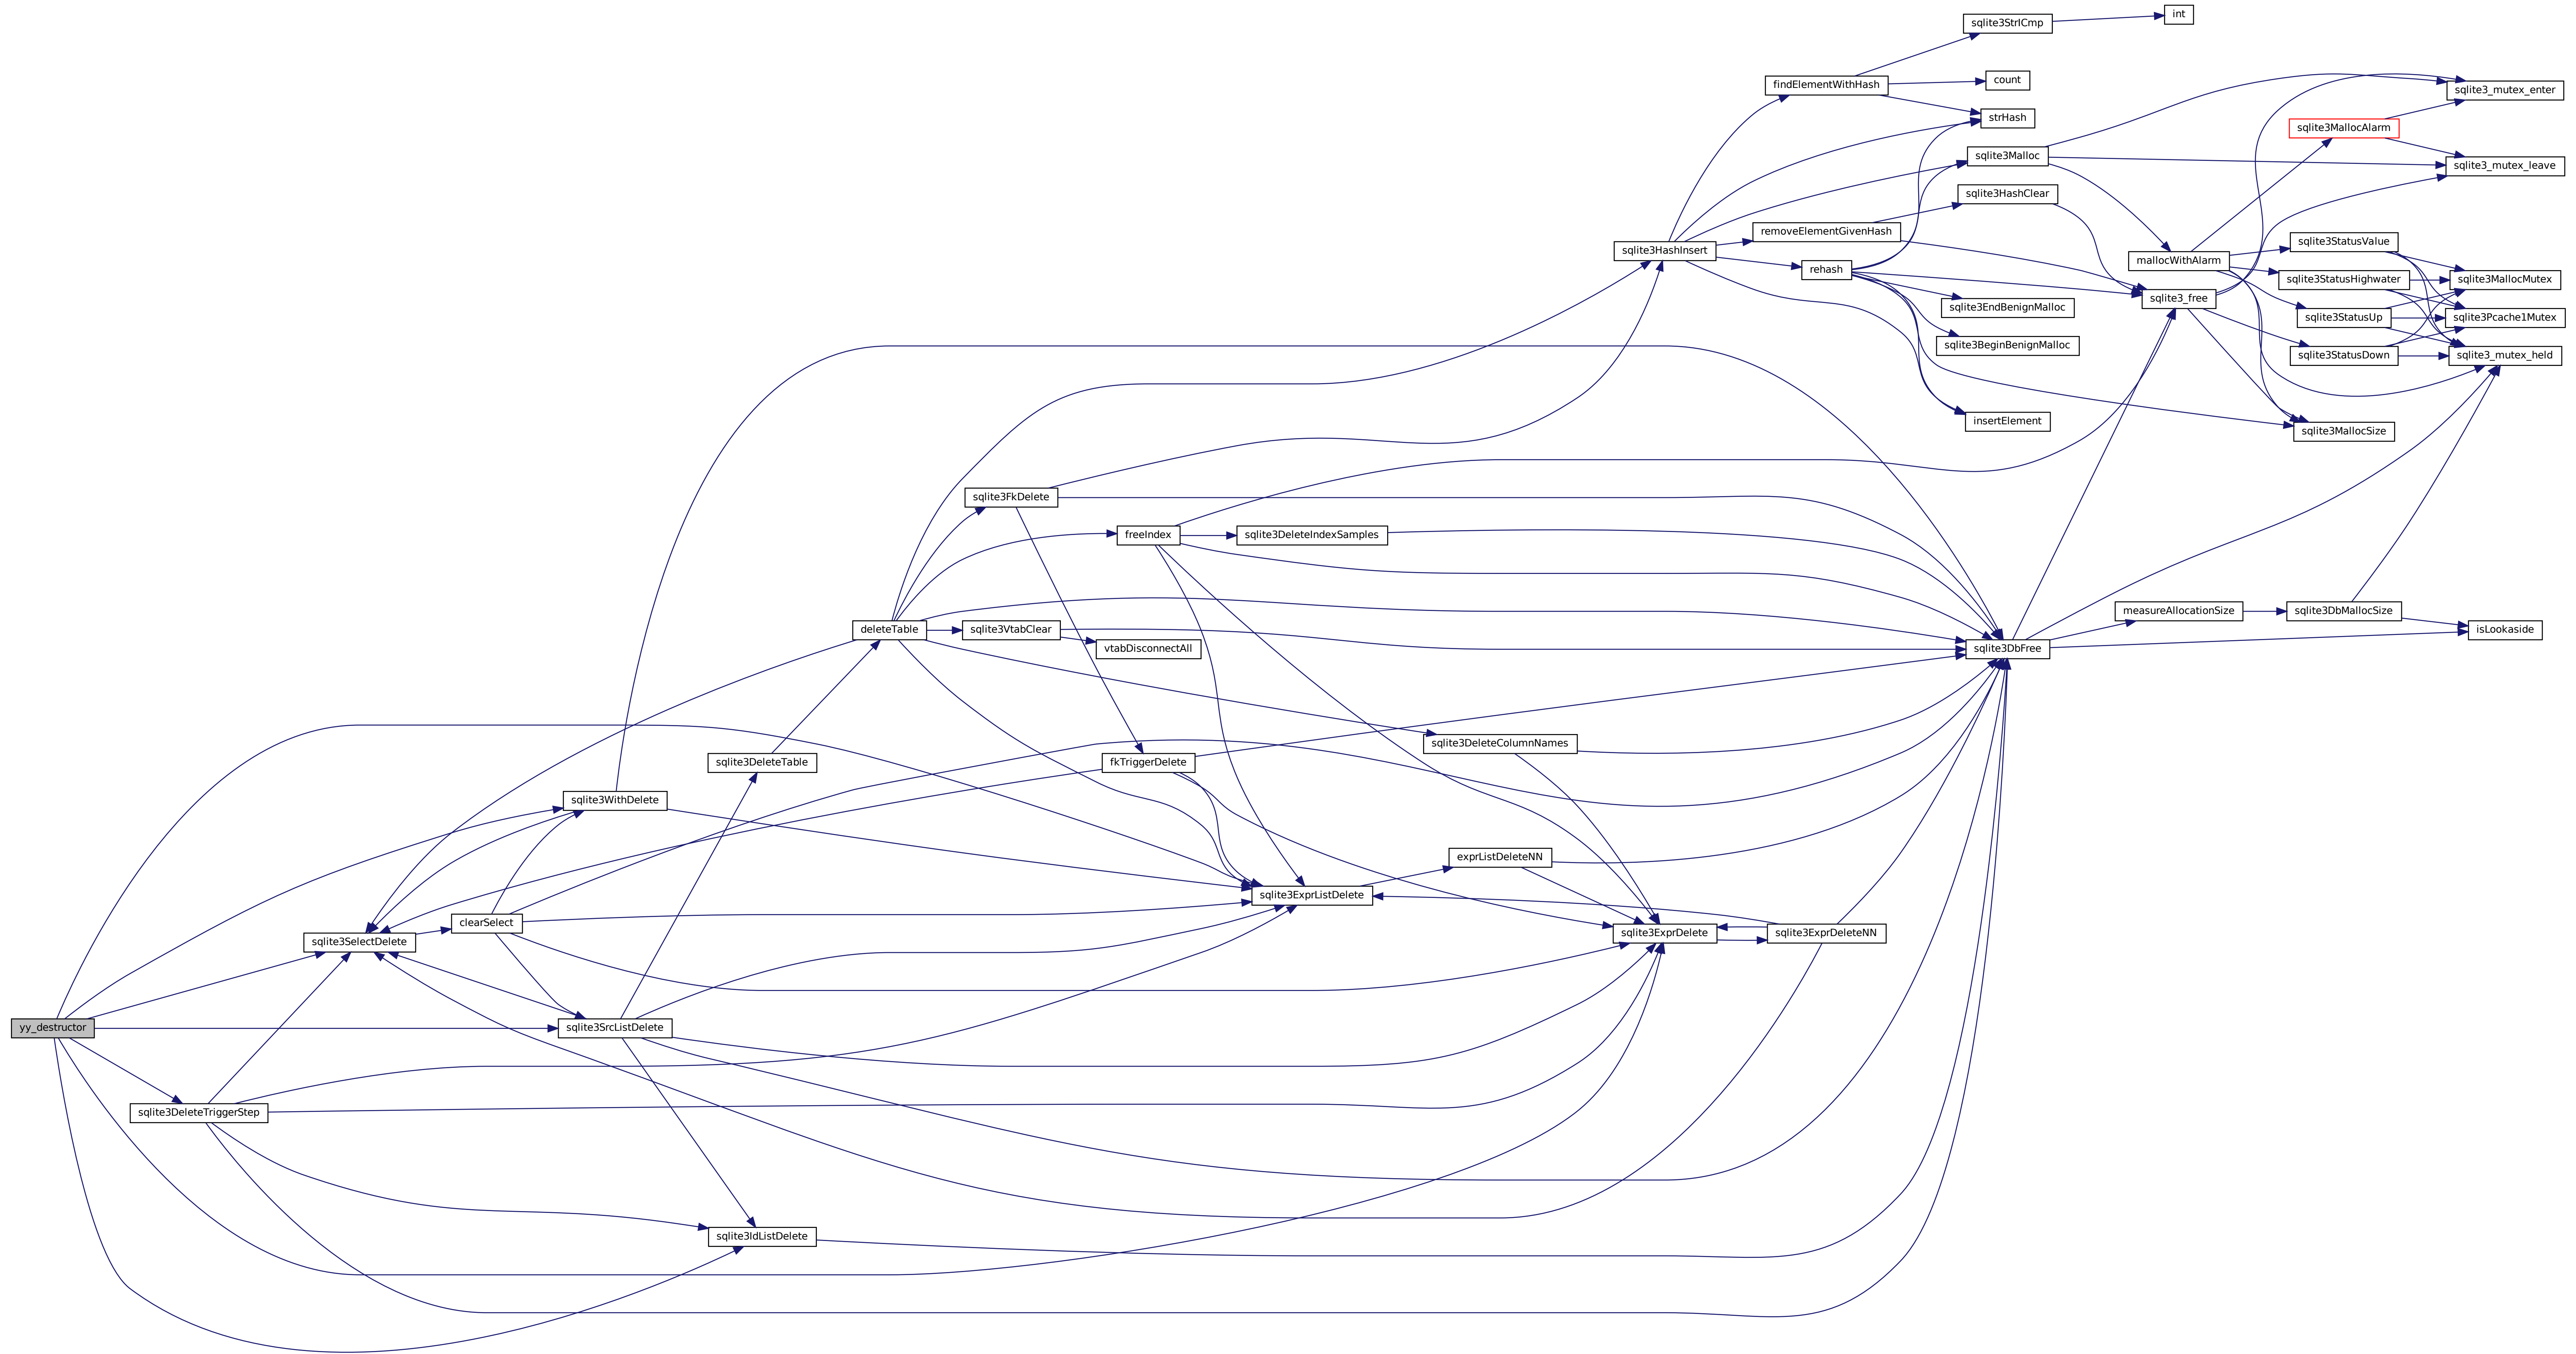 sqlite3StrICmp
int
findElementWithHash
count
sqlite3_mutex_enter
strHash
sqlite3MallocAlarm
sqlite3Malloc
sqlite3_mutex_leave
sqlite3HashClear
removeElementGivenHash
sqlite3HashInsert
sqlite3StatusValue
mallocWithAlarm
rehash
sqlite3StatusHighwater
sqlite3MallocMutex
sqlite3_free
sqlite3EndBenignMalloc
sqlite3StatusUp
sqlite3Pcache1Mutex
sqlite3BeginBenignMalloc
sqlite3StatusDown
sqlite3_mutex_held
insertElement
sqlite3MallocSize
sqlite3FkDelete
freeIndex
sqlite3DeleteIndexSamples
measureAllocationSize
sqlite3DbMallocSize
deleteTable
sqlite3VtabClear
isLookaside
vtabDisconnectAll
sqlite3DbFree
sqlite3DeleteColumnNames
sqlite3DeleteTable
fkTriggerDelete
sqlite3WithDelete
exprListDeleteNN
sqlite3ExprListDelete
clearSelect
sqlite3ExprDelete
sqlite3ExprDeleteNN
sqlite3SelectDelete
yy_destructor
sqlite3SrcListDelete
sqlite3DeleteTriggerStep
sqlite3IdListDelete